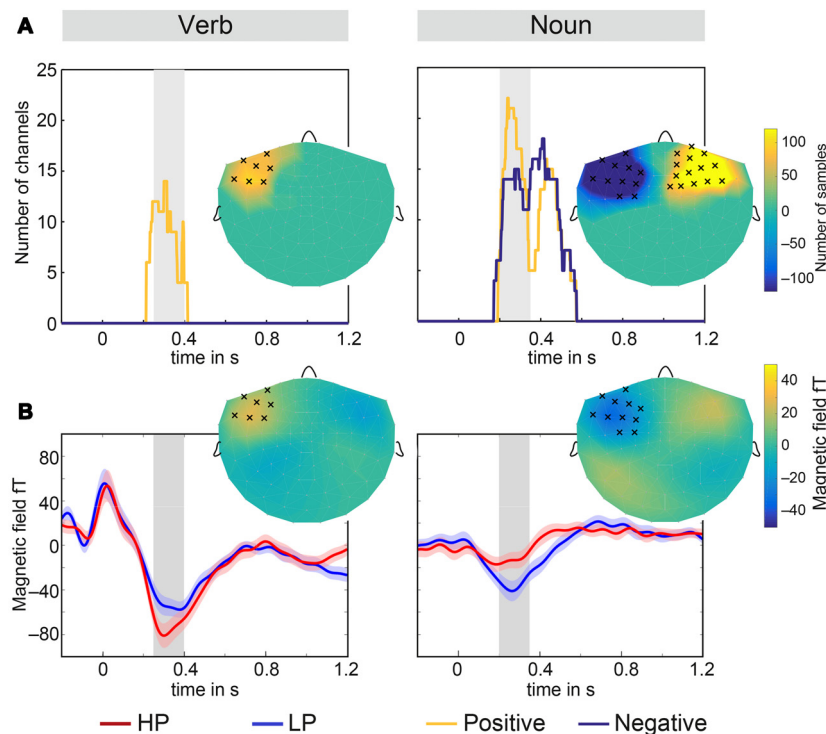 A
Verb
Noun
25
20
15
10
5
0
Number of channels
0
0.4
0.8
1.2
time in s
0
0.4
0.8
1.2
time in s
100
50
0
−50
−100
Number of samples
B
80
40
0
−40
−80
Magnetic field fT
0
0.4
0.8
1.2
time in s
0
0.4
0.8
1.2
time in s
40
20
0
−20
−40
Magnetic field fT
HP
LP
Positive
Negative